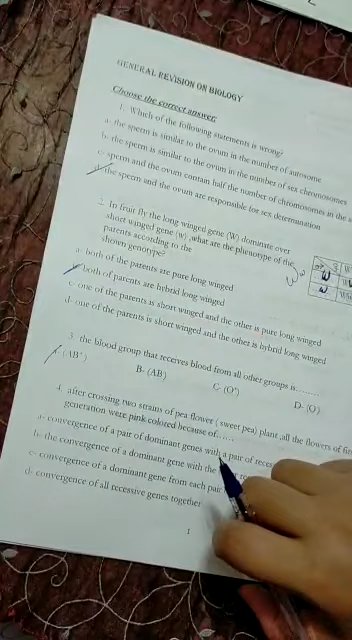 GENERAL REVISION ON BIOLOGY
Choose the correct answer:
1. Which of the following statements is wrong?
a- the sperm is similar to the ovum in the number of autosome
b- the sperm is similar to the ovum in the number of sex chromosomes
c- sperm and the ovum contain half the number of chromosomes in the
d- the sperm and the ovum are responsible for sex detemination
2. In fruit fly the long winged gene (W) dominate over
short winged gene (w) ,what are the phenotype of the
parents according to the
shown genotype?
a- both of the parents are pure long winged
b- both of parents are hybrid long winged
c- one of the parents is short winged and the other is pure long winged
d- one of the parents is short winged and the other is hybrid long winged
3. the blood group that receives blood from all other groups is........
A- (AB+)
B- (AB)
C- (O+)
D- (O)
4. after crossing two strains of pea flower ( sweet pea) plant ,all the flowers of
generation were pink colored because of.....
a- convergence of a pair of dominant genes with a pair of
b- the convergence of a dominant gene with the
c- convergence of a dominant gene from each pair
d- convergence of all recessive genes together
1